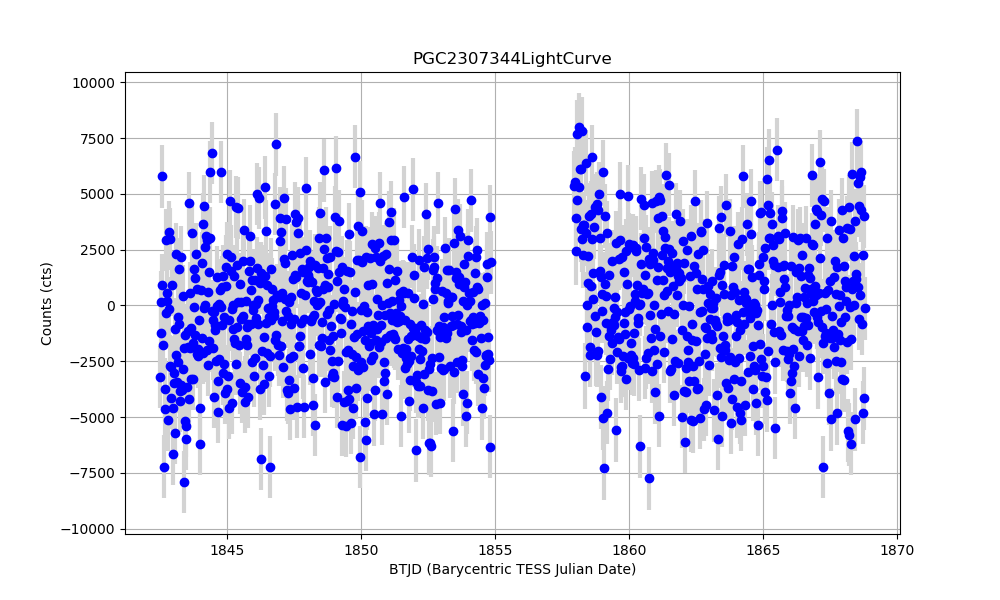 PGC2307344LightCurve
10000
7500
5000
2500
0
−2500
−5000
−7500
−10000
Counts (cts)
1845 1850 1855 1860 1865 1870
BTJD (Barycentric TESS Julian Date)